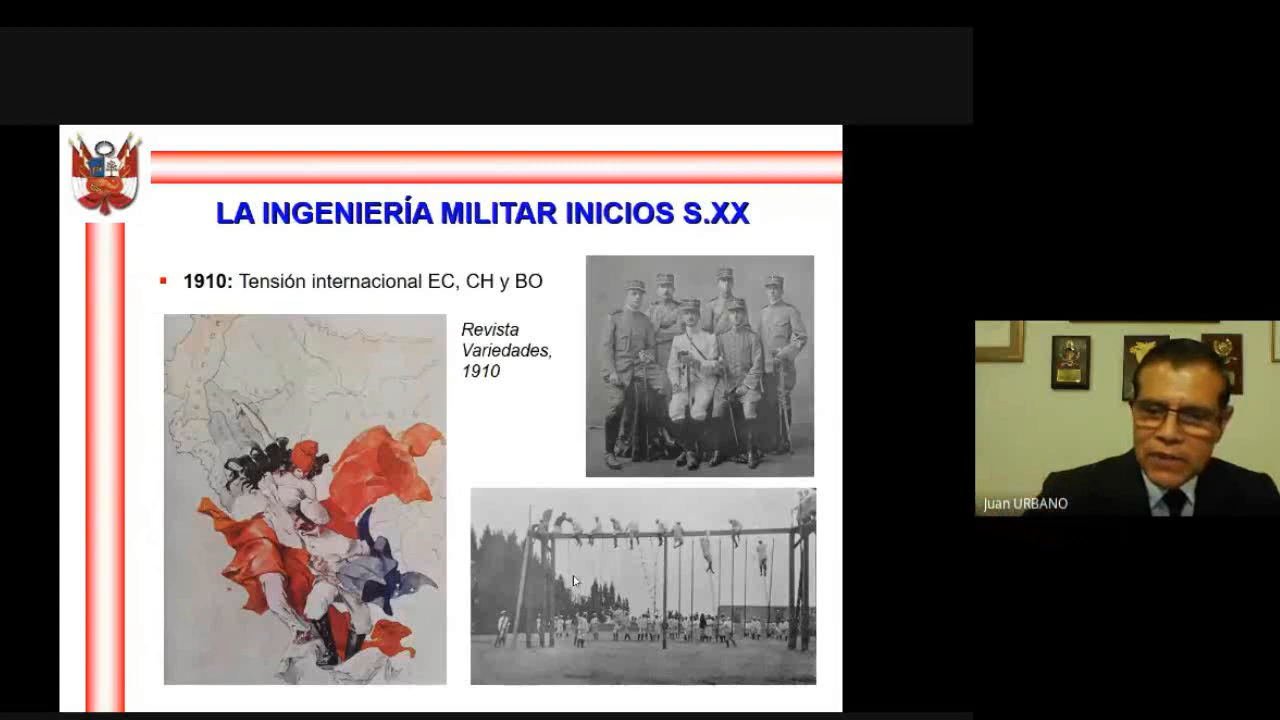 LA INGENIERÍA MILITAR INICIOS S.XX
▪ 1910: Tensión internacional EC, CH y BO
Revista
Variedades,
1910
Juan URBANO